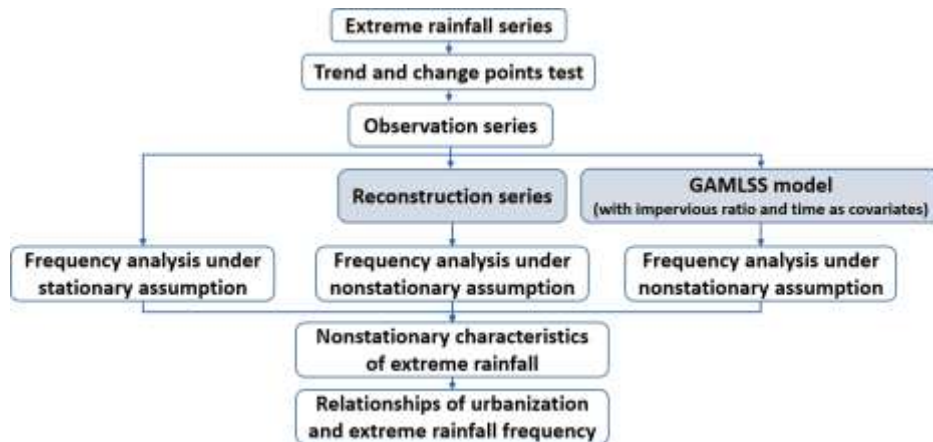 Extreme rainfall series
Trend and change points test
Observation series
Reconstruction series
GAMLSS model
(with impervious ratio and time as covariates)
Frequency analysis under
stationary assumption
Frequency analysis under
nonstationary assumption
Frequency analysis under
nonstationary assumption
Nonstationary characteristics
of extreme rainfall
Relationships of urbanization
and extreme rainfall frequency